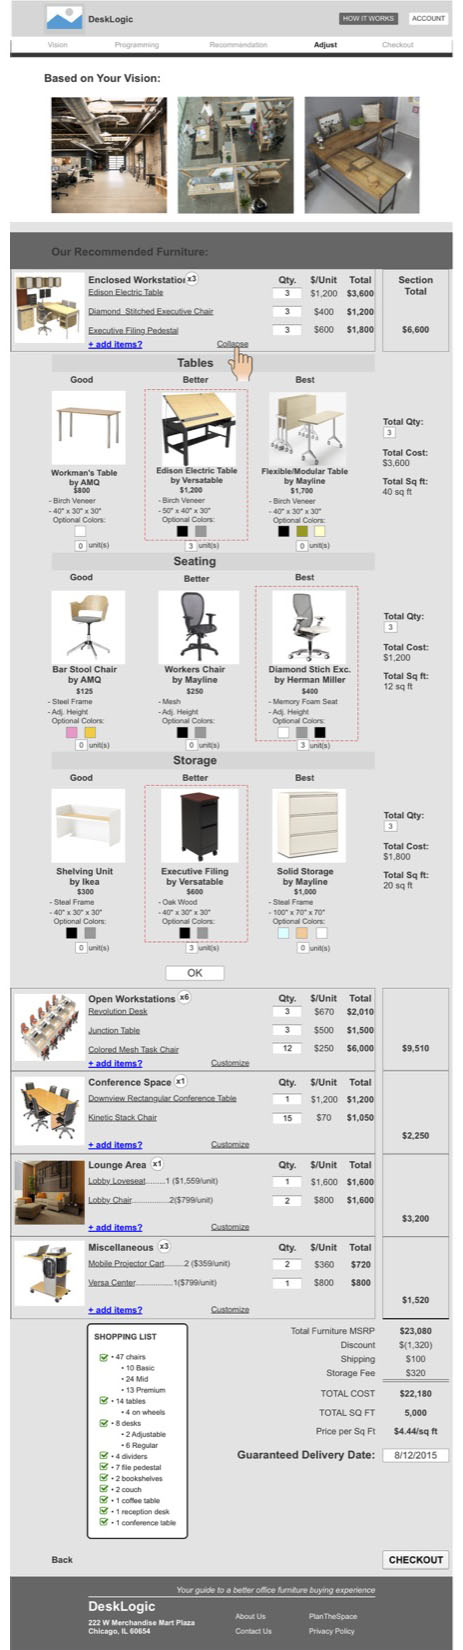 DeskLogic
HOW IT WORKS ACCOUNT
Vision Programming Recommendation Adjust Checkout
Based on Your Vision:
Our Recommended Furniture:
Enclosed Workstation x3 Qty. $/Unit Total Section Total
Edison Electric Table 3 $1,200 $3,600
Diamond Stitched Executive Chair 3 $400 $1,200
Executive Filing Pedestal 3 $600 $1,800 $6,600
+ add items? Collapse
Tables
Good Better Best
Workman's Table by AMQ $800
- Birch Veneer
- 40" x 30" x 30"
Optional Colors:
0 unit(s)
Edison Electric Table by Versatable $1,200
- Birch Veneer
- 50" x 40" x 30"
Optional Colors:
3 unit(s)
Flexible/Modular Table by Mayline $1,700
- Birch Veneer
- 40" x 30" x 30"
Optional Colors:
0 unit(s)
Total Qty:
3
Total Cost:
$3,600
Total Sq ft:
40 sq ft
Seating
Good Better Best
Bar Stool Chair by AMQ $125
- Steel Frame
- Adj. Height
Optional Colors:
0 unit(s)
Workers Chair by Mayline $250
- Mesh
- Adj. Height
Optional Colors:
0 unit(s)
Diamond Stich Exc. by Herman Miller $400
- Memory Foam Seat
- Adj. Height
Optional Colors:
3 unit(s)
Total Qty:
3
Total Cost:
$1,200
Total Sq ft:
12 sq ft
Storage
Good Better Best
Shelving Unit by Ikea $300
- Steal Frame
- 40" x 30" x 30"
Optional Colors:
0 unit(s)
Executive Filing by Versatable $600
- Oak Wood
- 40" x 30" x 30"
Optional Colors:
3 unit(s)
Solid Storage by Mayline $1,000
- Steal Frame
- 100" x 70" x 70"
Optional Colors:
0 unit(s)
Total Qty:
3
Total Cost:
$1,800
Total Sq ft:
20 sq ft
OK
Open Workstations x6 Qty. $/Unit Total
Revolution Desk 3 $670 $2,010
Junction Table 3 $500 $1,500
Colored Mesh Task Chair 12 $250 $6,000 $9,510
+ add items? Customize
Conference Space x1 Qty. $/Unit Total
Downview Rectangular Conference Table 1 $1,200 $1,200
Kinetic Stack Chair 15 $70 $1,050
$2,250
+ add items? Customize
Lounge Area x1 Qty. $/Unit Total
Lobby Loveseat.........1 ($1,559/unit) 1 $1,600 $1,600
Lobby Chair................2($799/unit) 2 $800 $1,600
$3,200
+ add items? Customize
Miscellaneous x3 Qty. $/Unit Total
Mobile Projector Cart.........2 ($359/unit) 2 $360 $720
Versa Center................1($799/unit) 1 $800 $800
$1,520
+ add items? Customize
SHOPPING LIST
• 47 chairs
• 10 Basic
• 24 Mid
• 13 Premium
• 14 tables
• 4 on wheels
• 8 desks
• 2 Adjustable
• 6 Regular
• 4 dividers
• 7 file pedestal
• 2 bookshelves
• 2 couch
• 1 coffee table
• 1 reception desk
• 1 conference table
Total Furniture MSRP $23,080
Discount $(1,320)
Shipping $100
Storage Fee $320
TOTAL COST $22,180
TOTAL SQ FT 5,000
Price per Sq Ft $4.44/sq ft
Guaranteed Delivery Date: 8/12/2015
Back CHECKOUT
Your guide to a better office furniture buying experience
DeskLogic
222 W Merchandise Mart Plaza
Chicago, IL 60654
About Us PlanTheSpace
Contact Us Privacy Policy